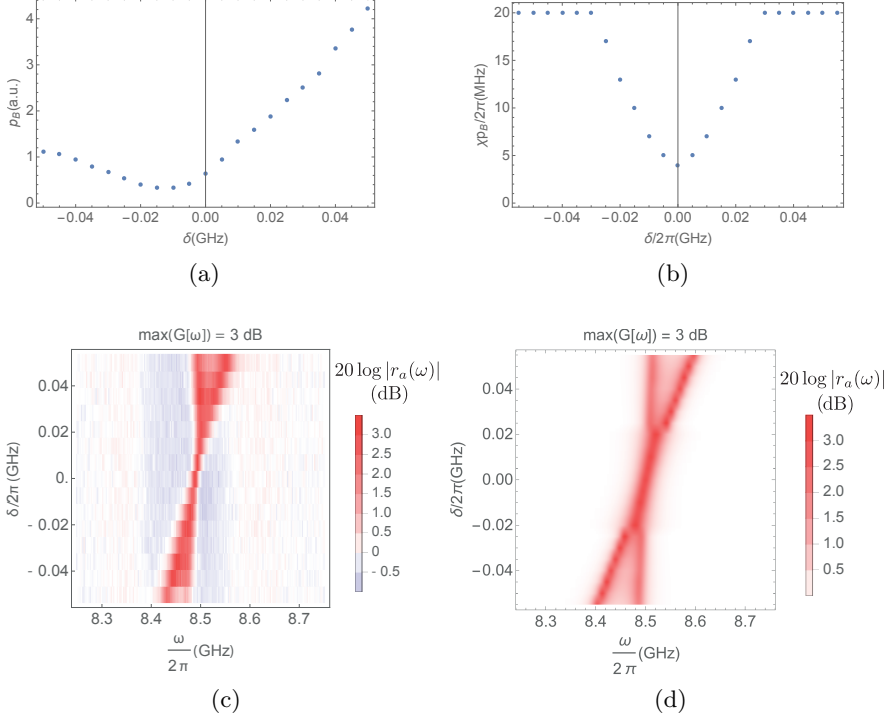 4
3
2
1
0
p_B(a.u.)
−0.04 −0.02 0.00 0.02 0.04
δ(GHz)
(a)
20
15
10
5
0
χp_B/2π(MHz)
−0.04 −0.02 0.00 0.02 0.04
δ/2π(GHz)
(b)
max(G[ω]) = 3 dB
0.04
0.02
0.
- 0.02
- 0.04
δ/2π(GHz)
8.3 8.4 8.5 8.6 8.7
ω/2π(GHz)
20 log |r_a(ω)|
(dB)
3.0
2.5
2.0
1.5
1.0
0.5
0
- 0.5
(c)
max(G[ω]) = 3 dB
0.04
0.02
0.00
−0.02
−0.04
δ/2π(GHz)
8.3 8.4 8.5 8.6 8.7
ω/2π(GHz)
20 log |r_a(ω)|
(dB)
3.0
2.5
2.0
1.5
1.0
0.5
(d)